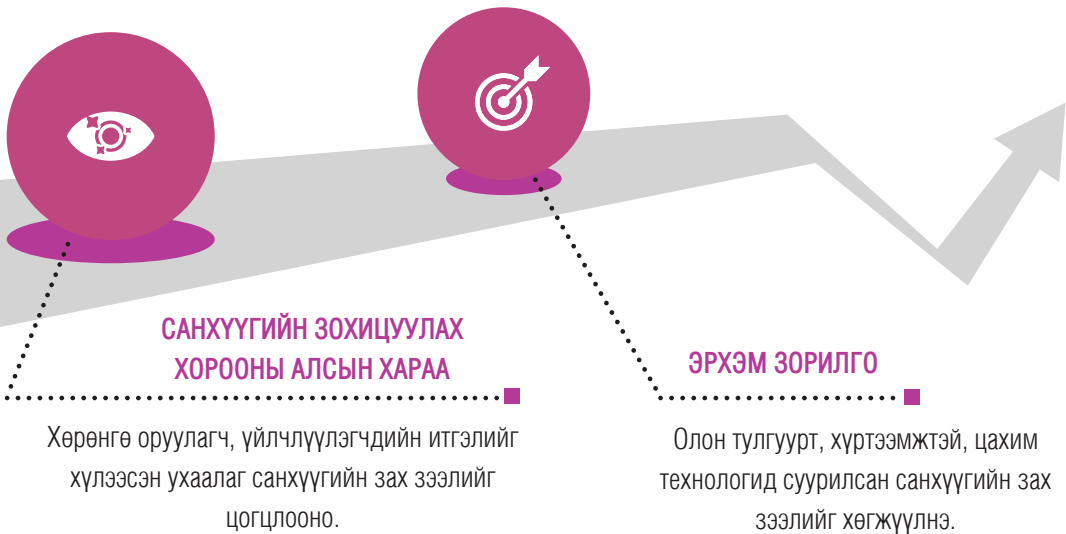 САНХҮҮГИЙН ЗОХИЦУУЛАХ
ХОРООНЫ АЛСЫН ХАРАА
Хөрөнгө оруулагч, үйлчлүүлэгчдийн итгэлийг
хүлээсэн ухаалаг санхүүгийн зах зээлийг
цогцлооно.
ЭРХЭМ ЗОРИЛГО
Олон тулгуурт, хүртээмжтэй, цахим
технологид суурилсан санхүүгийн зах
зээлийг хөгжүүлнэ.